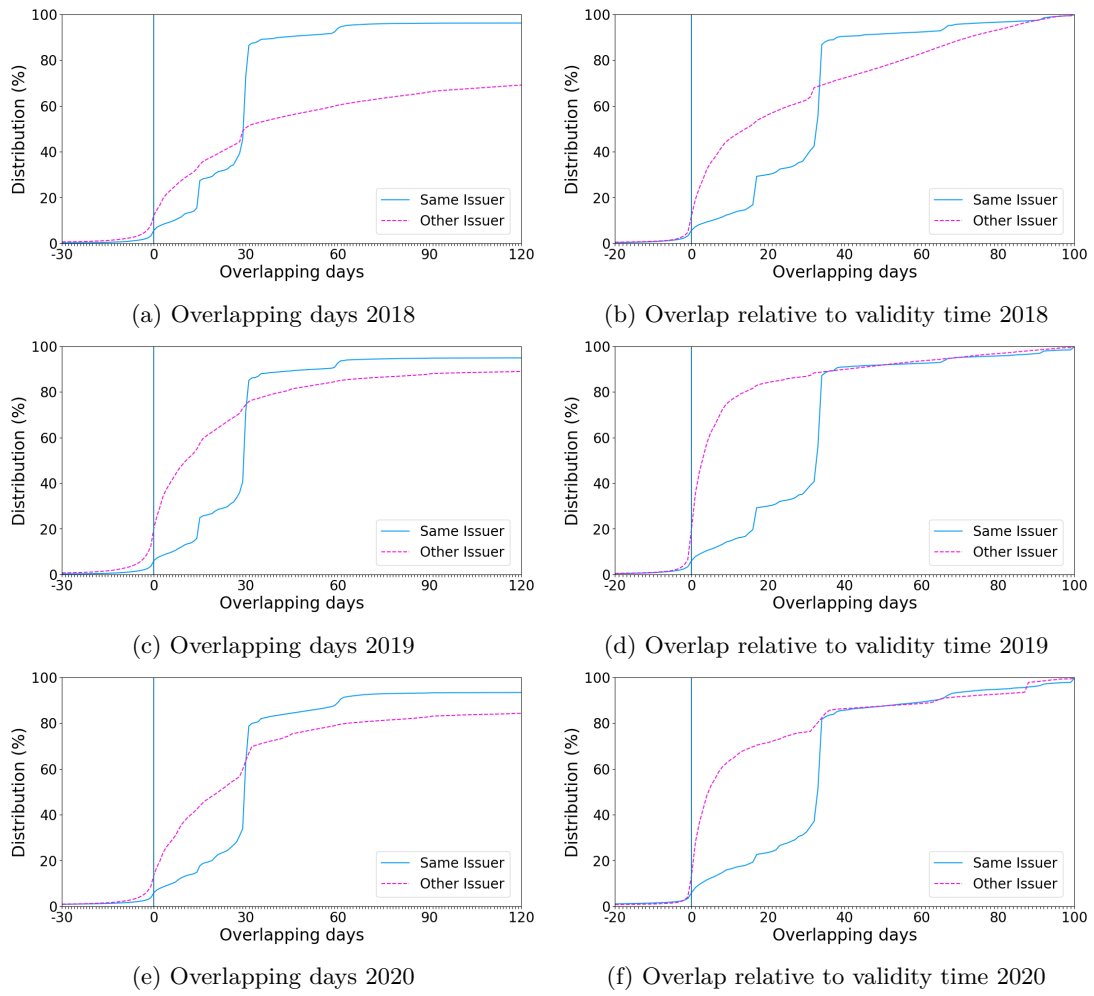 100
80
60
40
20
0
Distribution (%)
Same Issuer
Other Issuer
-30 0 30 60 90 120
Overlapping days
(a) Overlapping days 2018
100
80
60
40
20
0
Distribution (%)
Same Issuer
Other Issuer
-20 0 20 40 60 80 100
Overlapping days
(b) Overlap relative to validity time 2018
100
80
60
40
20
0
Distribution (%)
Same Issuer
Other Issuer
-30 0 30 60 90 120
Overlapping days
(c) Overlapping days 2019
100
80
60
40
20
0
Distribution (%)
Same Issuer
Other Issuer
-20 0 20 40 60 80 100
Overlapping days
(d) Overlap relative to validity time 2019
100
80
60
40
20
0
Distribution (%)
Same Issuer
Other Issuer
-30 0 30 60 90 120
Overlapping days
(e) Overlapping days 2020
100
80
60
40
20
0
Distribution (%)
Same Issuer
Other Issuer
-20 0 20 40 60 80 100
Overlapping days
(f) Overlap relative to validity time 2020